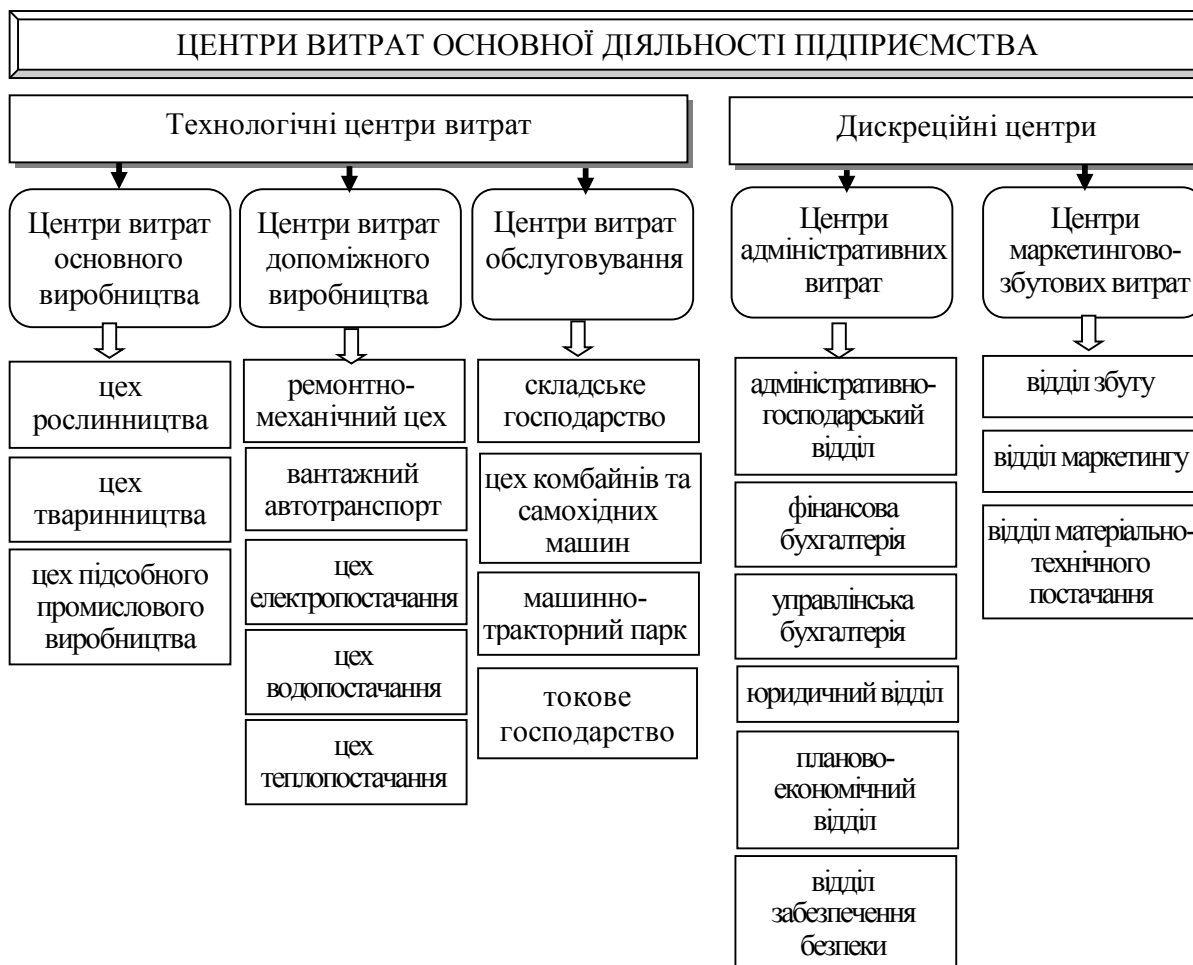 ЦЕНТРИ ВИТРАТ ОСНОВНОЇ ДІЯЛЬНОСТІ ПІДПРИЄМСТВА
Технологічні центри витрат
Центри витрат
основного
виробництва
цех
рослинництва
цех
тваринництва
цех підсобного
промислового
виробництва
Центри витрат
допоміжного
виробництва
ремонтно-
механічний цех
вантажний
автотранспорт
цех
електропостачання
цех
водопостачання
цех
теплопостачання
Центри витрат
обслуговування
складське
господарство
цех комбайнів та
самохідних
машин
машинно-
тракторний парк
токове
господарство
Дискреційні центри
Центри
адміністративних
витрат
адміністративно-
господарський
відділ
фінансова
бухгалтерія
управлінська
бухгалтерія
юридичний відділ
планово-
економічний
відділ
відділ
забезпечення
безпеки
Центри
маркетингово-
збутових витрат
відділ збуту
відділ маркетингу
відділ матеріально-
технічного
постачання